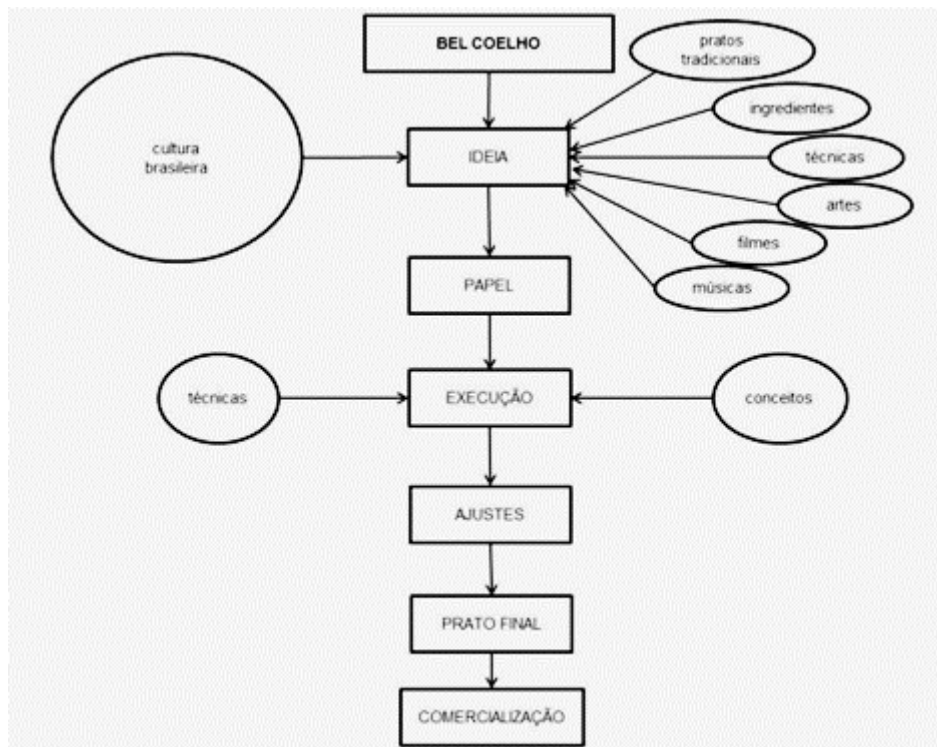 BEL COELHO
pratos
tradicionais
ingredientes
cultura
brasileira
IDEIA
técnicas
artes
filmes
PAPEL
músicas
técnicas
EXECUÇÃO
conceitos
AJUSTES
PRATO FINAL
COMERCIALIZAÇÃO